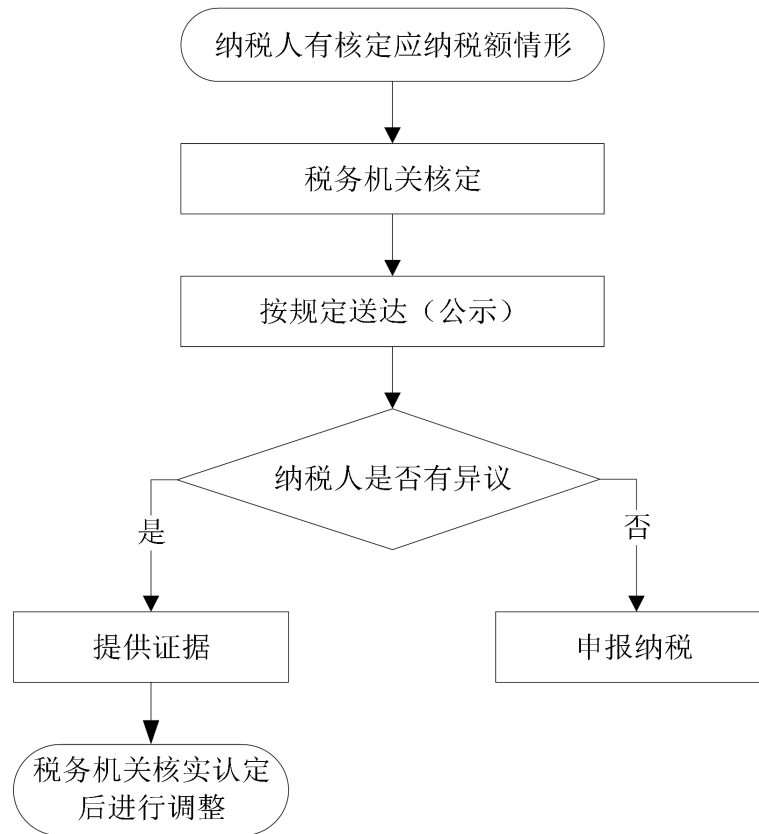 纳税人有核定应纳税额情形
税务机关核定
按规定送达（公示）
纳税人是否有异议
是
否
提供证据
申报纳税
税务机关核实认定
后进行调整